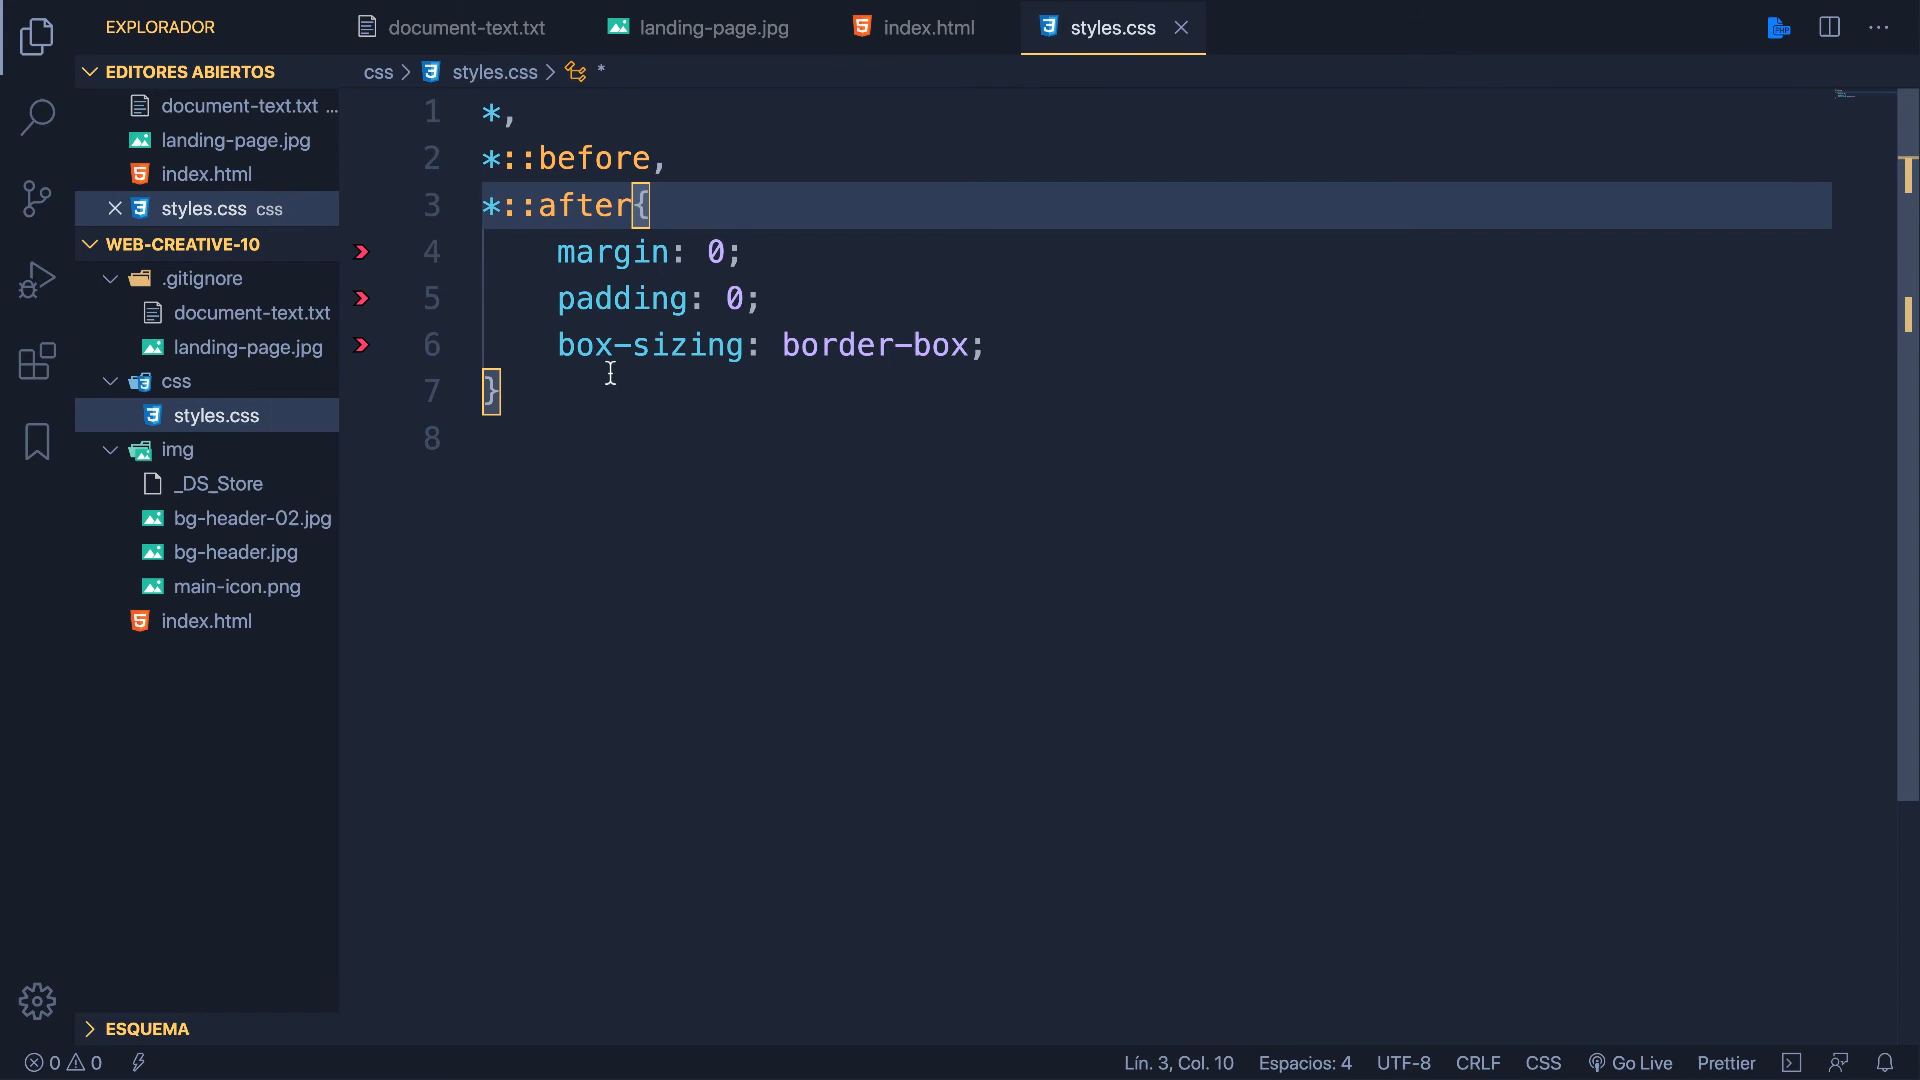 EXPLORADOR
document-text.txt
landing-page.jpg
index.html
styles.css
EDITORES ABIERTOS
document-text.txt ...
landing-page.jpg
index.html
styles.css css
WEB-CREATIVE-10
.gitignore
document-text.txt
landing-page.jpg
css
styles.css
img
_DS_Store
bg-header-02.jpg
bg-header.jpg
main-icon.png
index.html
ESQUEMA
css > styles.css > *
1 *,
2 *::before,
3 *::after{
4 margin: 0;
5 padding: 0;
6 box-sizing: border-box;
7 }
8
0 0
Lín. 3, Col. 10 Espacios: 4 UTF-8 CRLF CSS Go Live Prettier